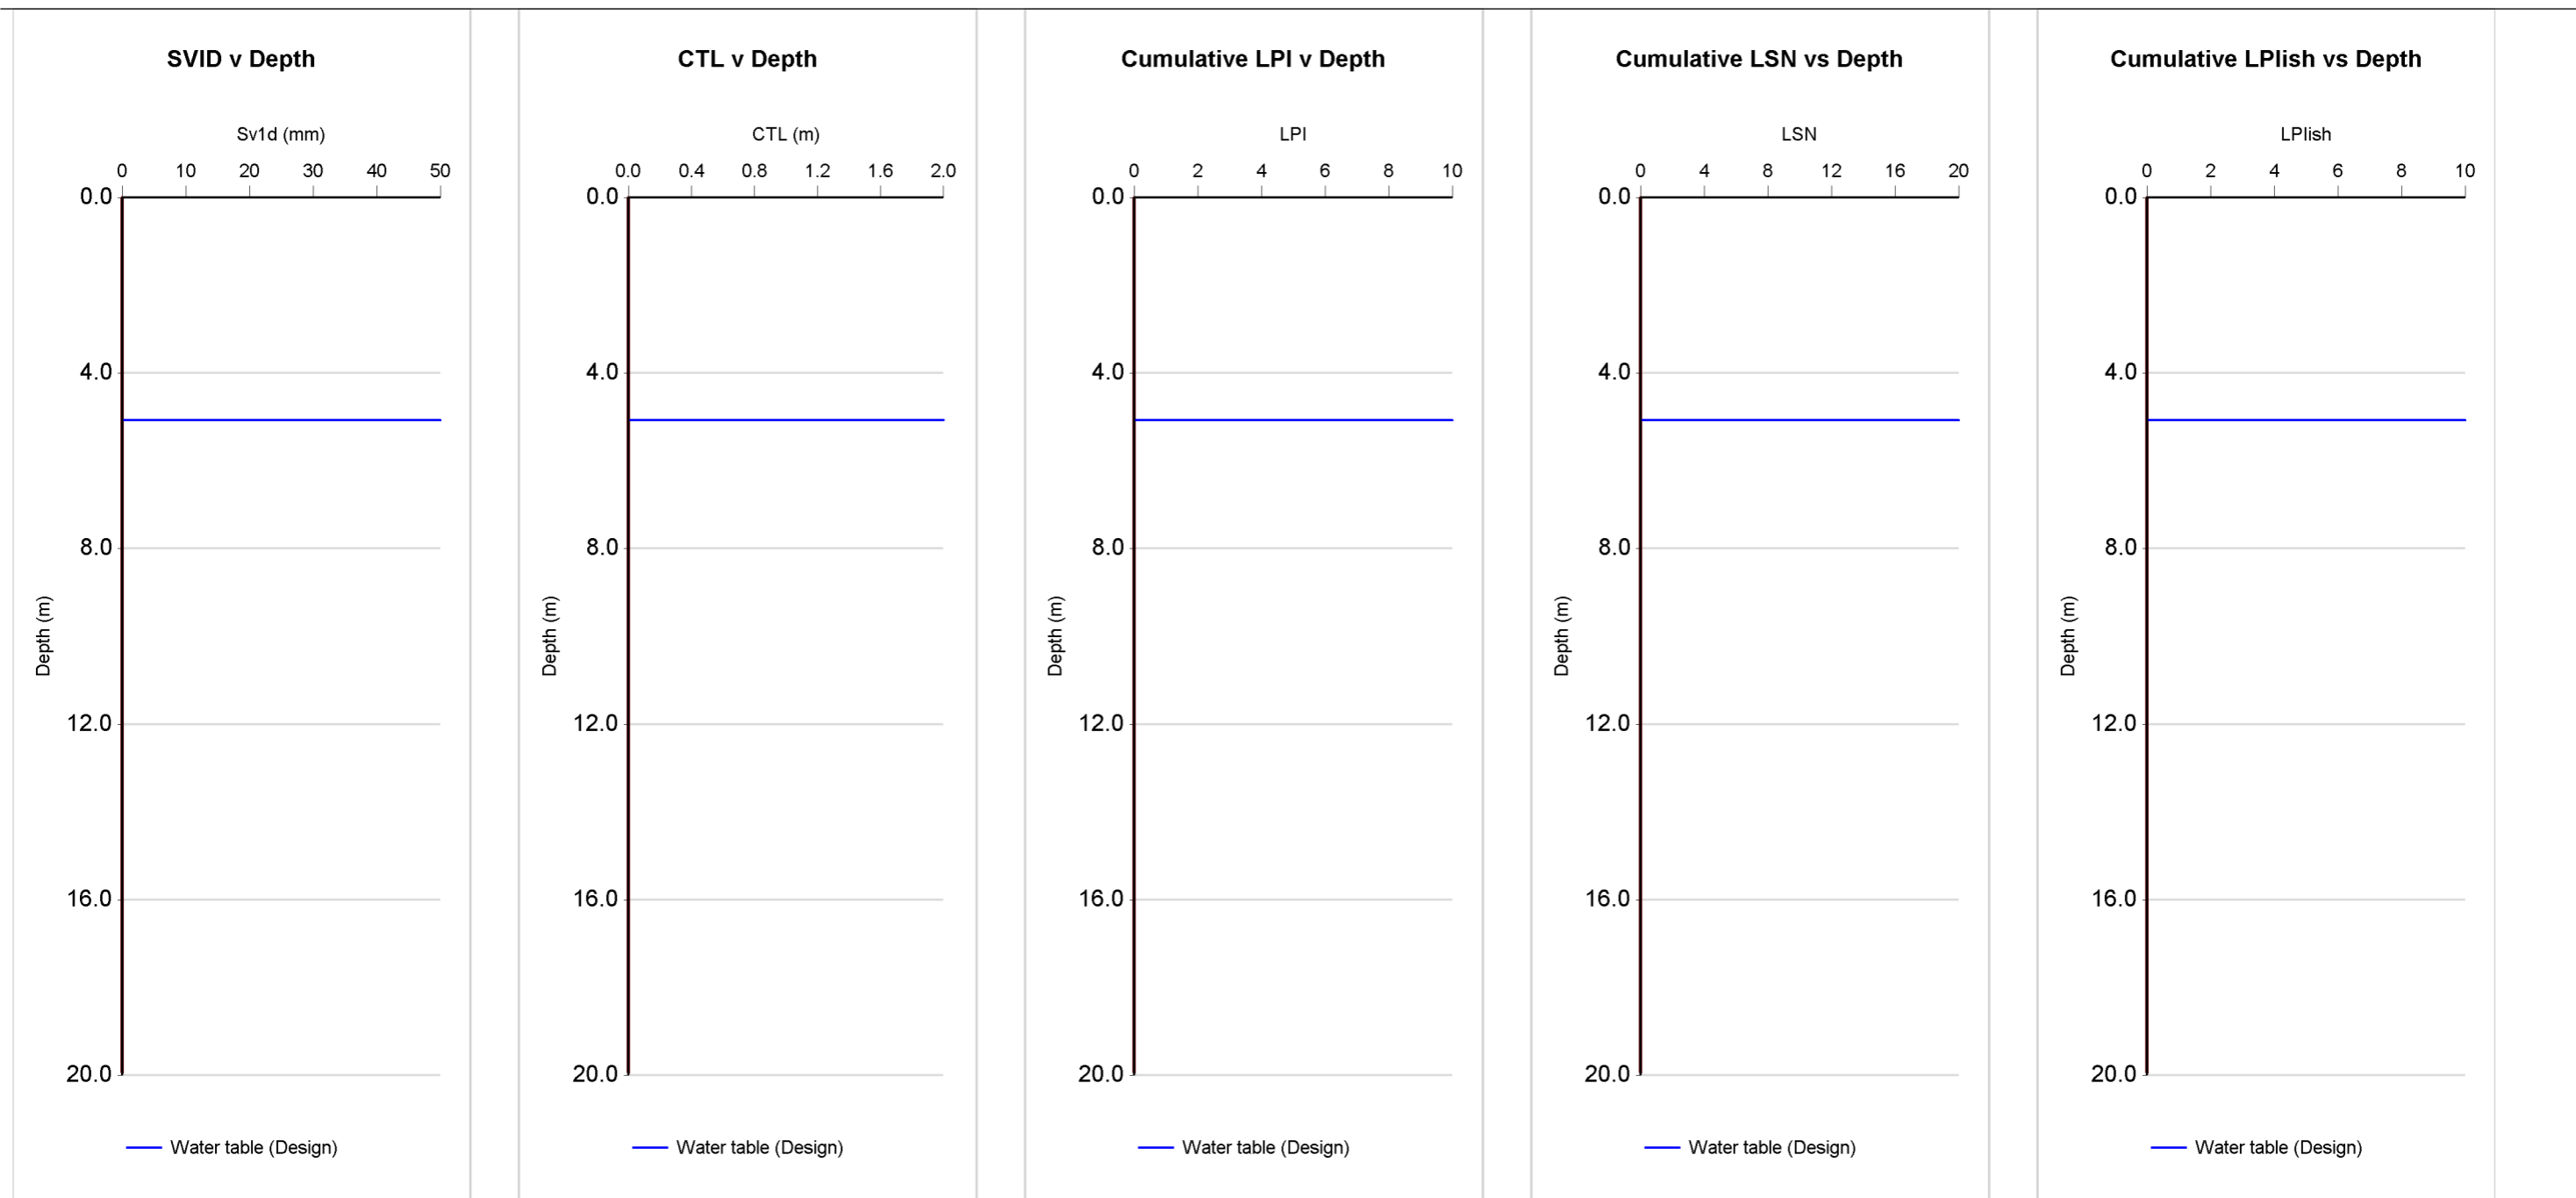 SVID v Depth
Sv1d (mm)
0 10 20 30 40 50
0.0
4.0
8.0
12.0
16.0
20.0
Depth (m)
Water table (Design)
CTL v Depth
CTL (m)
0.0 0.4 0.8 1.2 1.6 2.0
0.0
4.0
8.0
12.0
16.0
20.0
Depth (m)
Water table (Design)
Cumulative LPI v Depth
LPI
0 2 4 6 8 10
0.0
4.0
8.0
12.0
16.0
20.0
Depth (m)
Water table (Design)
Cumulative LSN vs Depth
LSN
0 4 8 12 16 20
0.0
4.0
8.0
12.0
16.0
20.0
Depth (m)
Water table (Design)
Cumulative LPIish vs Depth
LPIish
0 2 4 6 8 10
0.0
4.0
8.0
12.0
16.0
20.0
Depth (m)
Water table (Design)